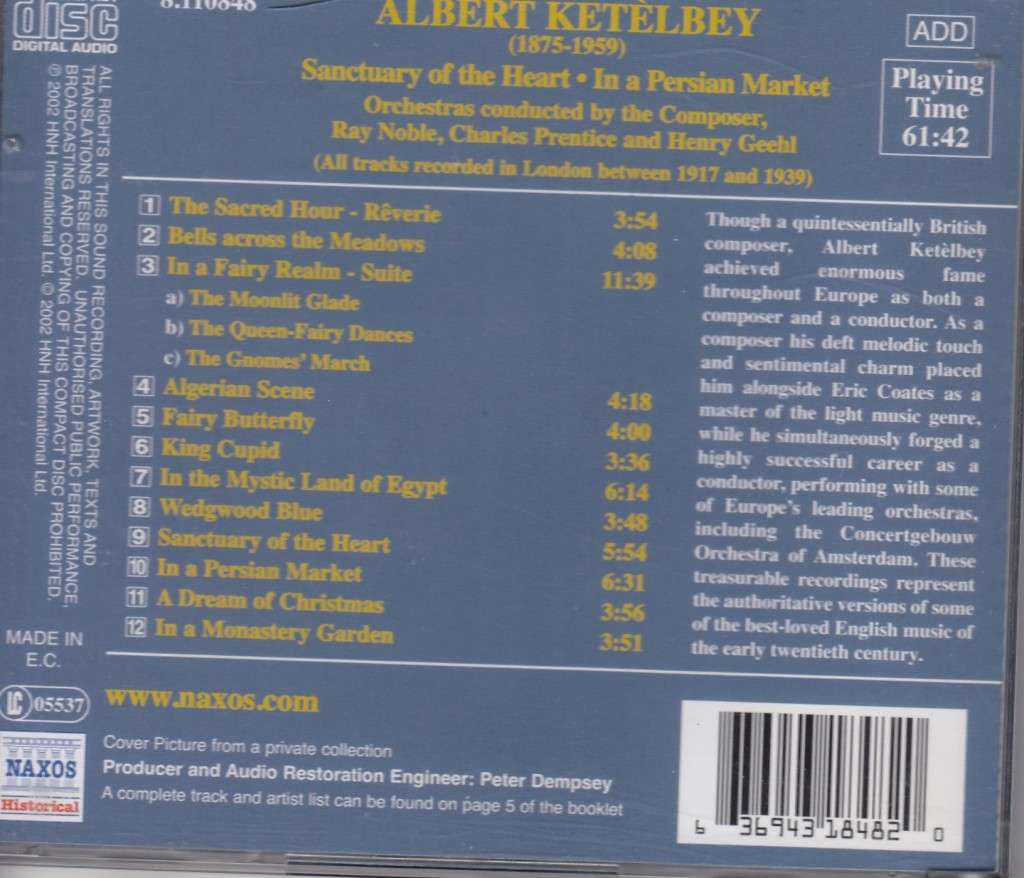 disc
DIGITAL AUDIO
8.110848
ALBERT KETÈLBEY
(1875-1959)
Sanctuary of the Heart • In a Persian Market
Orchestras conducted by the Composer,
Ray Noble, Charles Prentice and Henry Geehl
(All tracks recorded in London between 1917 and 1939)
ADD
Playing
Time
61:42
ALL RIGHTS IN THIS SOUND RECORDING, ARTWORK, TEXTS AND
TRANSLATIONS RESERVED. UNAUTHORISED PUBLIC PERFORMANCE,
BROADCASTING AND COPYING OF THIS COMPACT DISC PROHIBITED.
℗ 2002 HNH International Ltd. © 2002 HNH International Ltd.
1 The Sacred Hour - Rêverie 3:54
2 Bells across the Meadows 4:08
3 In a Fairy Realm - Suite 11:39
a) The Moonlit Glade
b) The Queen-Fairy Dances
c) The Gnomes' March
4 Algerian Scene 4:18
5 Fairy Butterfly 4:00
6 King Cupid 3:36
7 In the Mystic Land of Egypt 6:14
8 Wedgwood Blue 3:48
9 Sanctuary of the Heart 5:54
10 In a Persian Market 6:31
11 A Dream of Christmas 3:56
12 In a Monastery Garden 3:51
Though a quintessentially British
composer, Albert Ketèlbey
achieved enormous fame
throughout Europe as both a
composer and a conductor. As a
composer his deft melodic touch
and sentimental charm placed
him alongside Eric Coates as a
master of the light music genre,
while he simultaneously forged a
highly successful career as a
conductor, performing with some
of Europe's leading orchestras,
including the Concertgebouw
Orchestra of Amsterdam. These
treasurable recordings represent
the authoritative versions of some
of the best-loved English music of
the early twentieth century.
MADE IN
E.C.
LC 05537
www.naxos.com
NAXOS
Historical
Cover Picture from a private collection
Producer and Audio Restoration Engineer: Peter Dempsey
A complete track and artist list can be found on page 5 of the booklet
6 36943 18482 0